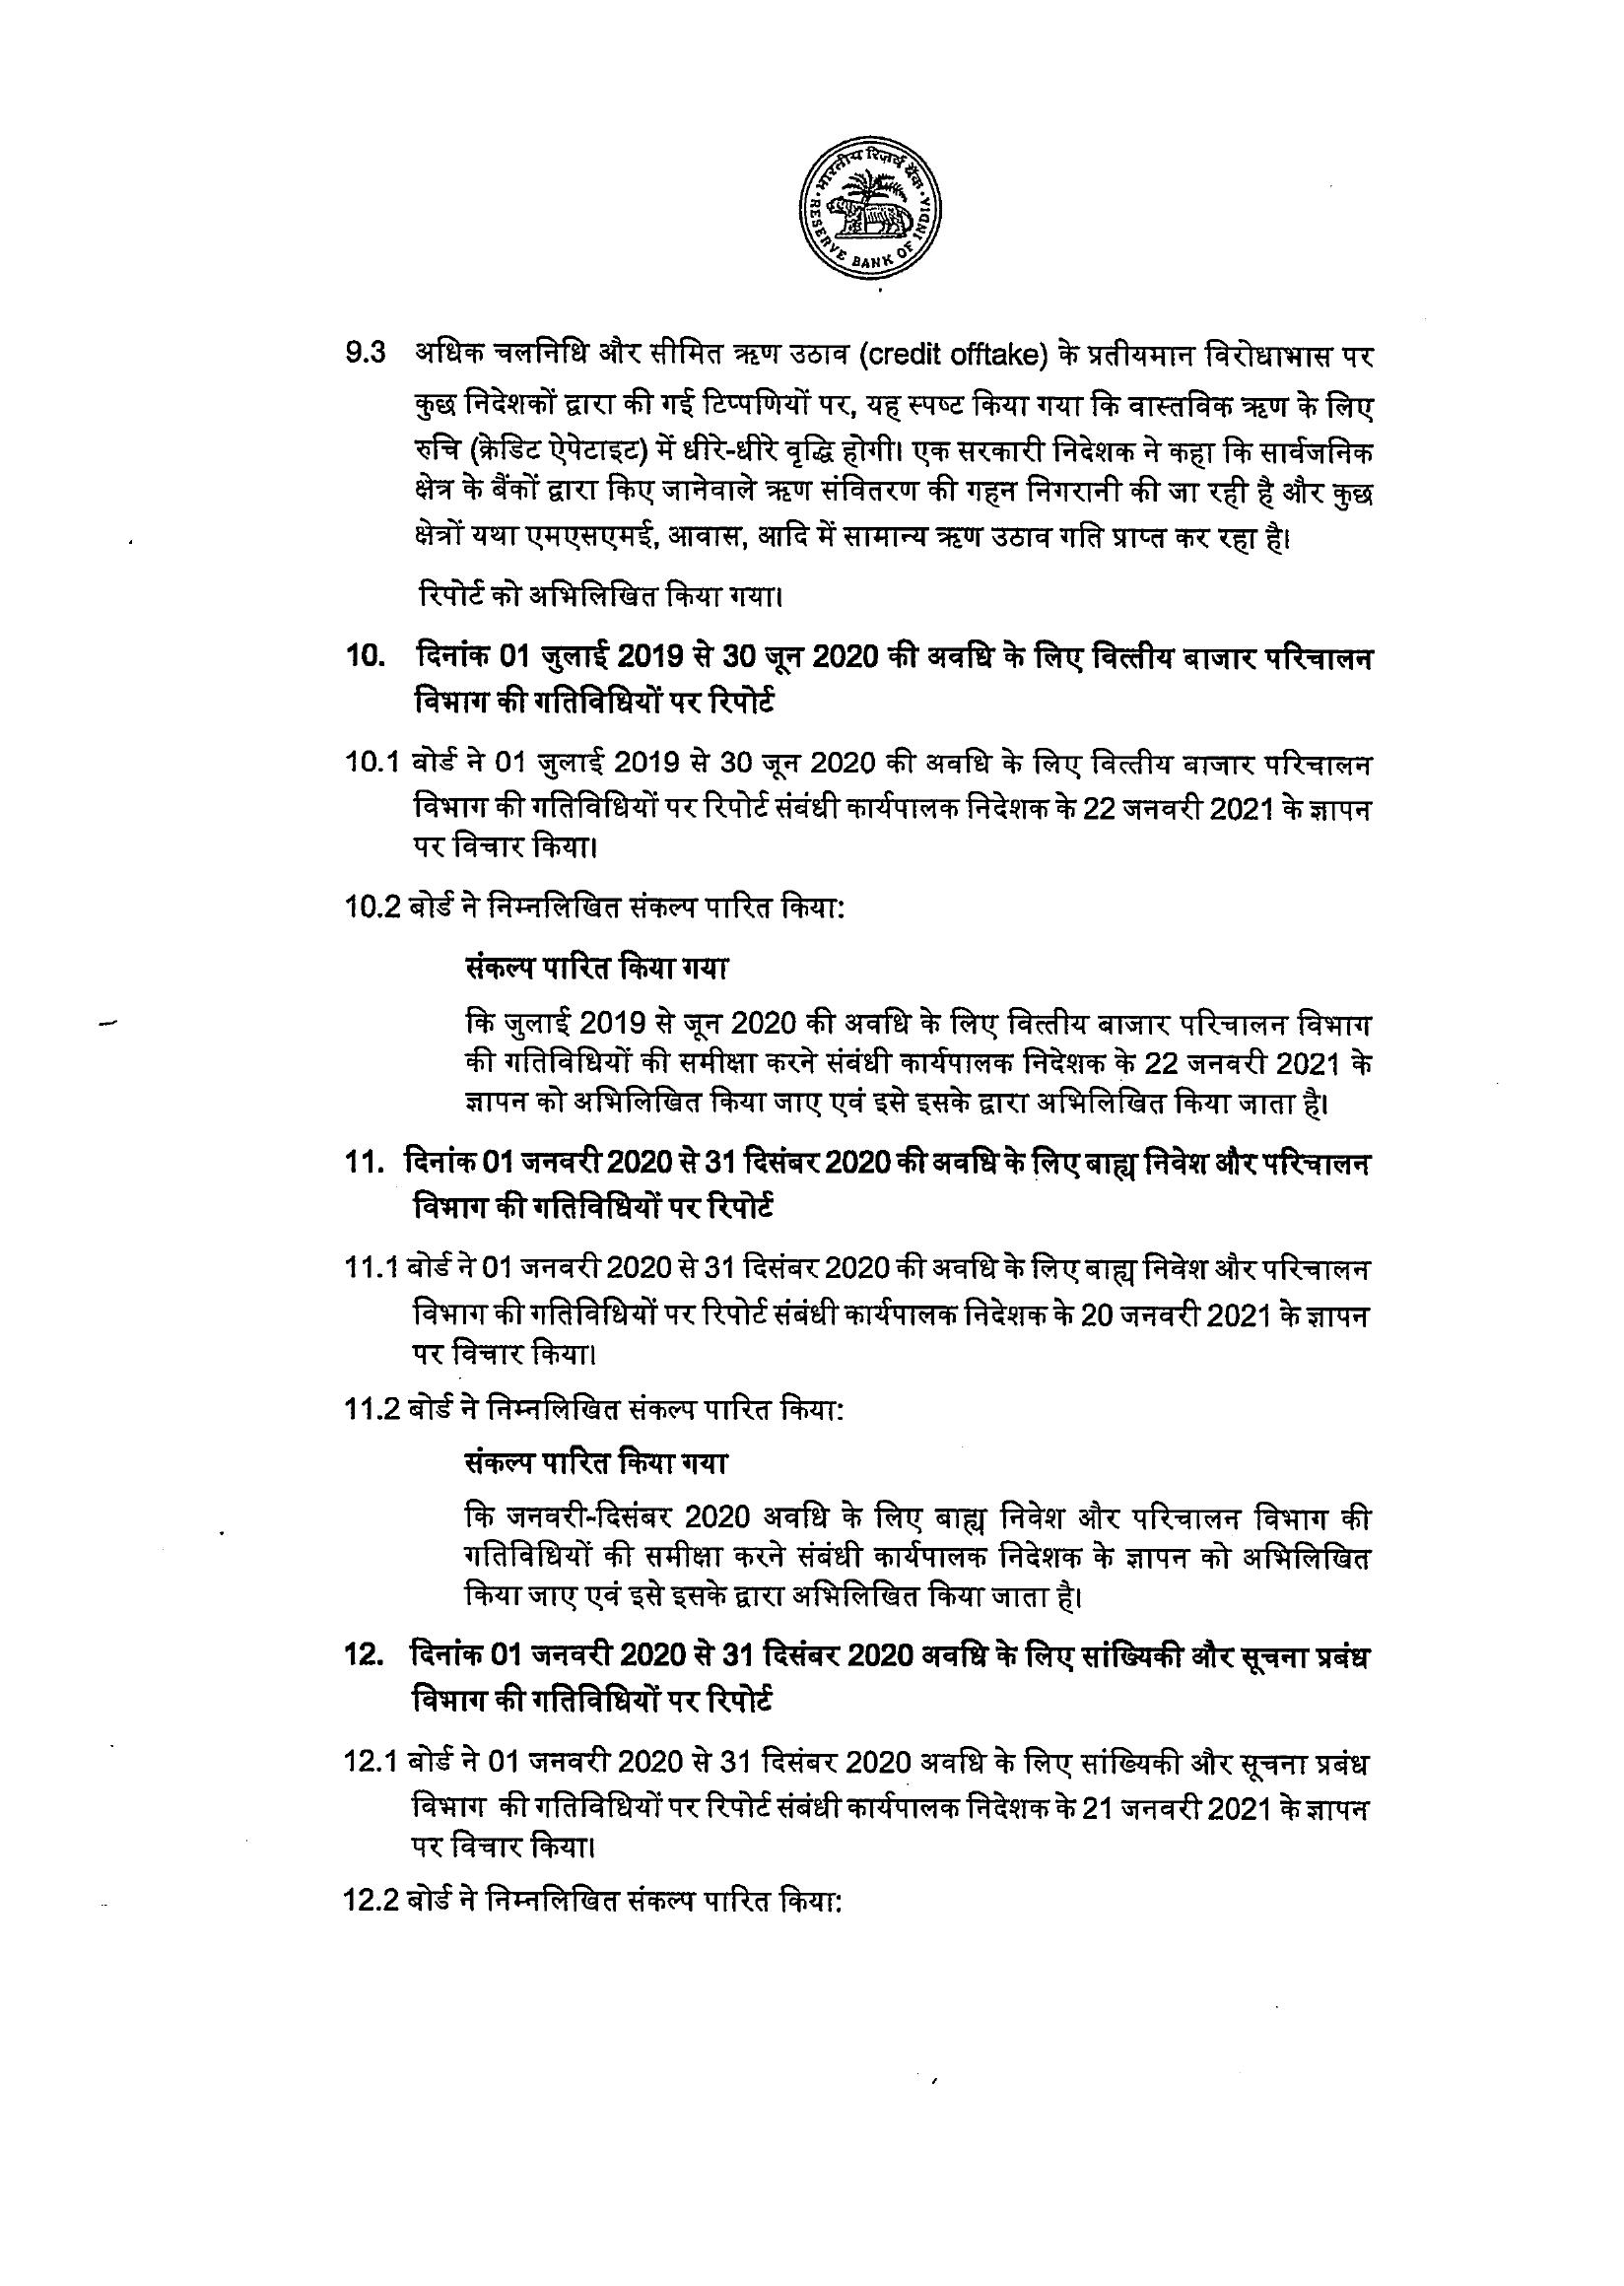 भारतीय रिज़र्व बैंक
RESERVE BANK OF INDIA
9.3 अधिक चलनिधि और सीमित ऋण उठाव (credit offtake) के प्रतीयमान विरोधाभास पर
कुछ निदेशकों द्वारा की गई टिप्पणियों पर, यह स्पष्ट किया गया कि वास्तविक ऋण के लिए
रुचि (क्रेडिट ऐपेटाइट) में धीरे-धीरे वृद्धि होगी। एक सरकारी निदेशक ने कहा कि सार्वजनिक
क्षेत्र के बैंकों द्वारा किए जानेवाले ऋण संवितरण की गहन निगरानी की जा रही है और कुछ
क्षेत्रों यथा एमएसएमई, आवास, आदि में सामान्य ऋण उठाव गति प्राप्त कर रहा है।
रिपोर्ट को अभिलिखित किया गया।
10. दिनांक 01 जुलाई 2019 से 30 जून 2020 की अवधि के लिए वित्तीय बाजार परिचालन
विभाग की गतिविधियों पर रिपोर्ट
10.1 बोर्ड ने 01 जुलाई 2019 से 30 जून 2020 की अवधि के लिए वित्तीय बाजार परिचालन
विभाग की गतिविधियों पर रिपोर्ट संबंधी कार्यपालक निदेशक के 22 जनवरी 2021 के ज्ञापन
पर विचार किया।
10.2 बोर्ड ने निम्नलिखित संकल्प पारित किया:
संकल्प पारित किया गया
कि जुलाई 2019 से जून 2020 की अवधि के लिए वित्तीय बाजार परिचालन विभाग
की गतिविधियों की समीक्षा करने संबंधी कार्यपालक निदेशक के 22 जनवरी 2021 के
ज्ञापन को अभिलिखित किया जाए एवं इसे इसके द्वारा अभिलिखित किया जाता है।
11. दिनांक 01 जनवरी 2020 से 31 दिसंबर 2020 की अवधि के लिए बाह्य निवेश और परिचालन
विभाग की गतिविधियों पर रिपोर्ट
11.1 बोर्ड ने 01 जनवरी 2020 से 31 दिसंबर 2020 की अवधि के लिए बाह्य निवेश और परिचालन
विभाग की गतिविधियों पर रिपोर्ट संबंधी कार्यपालक निदेशक के 20 जनवरी 2021 के ज्ञापन
पर विचार किया।
11.2 बोर्ड ने निम्नलिखित संकल्प पारित किया:
संकल्प पारित किया गया
कि जनवरी-दिसंबर 2020 अवधि के लिए बाह्य निवेश और परिचालन विभाग की
गतिविधियों की समीक्षा करने संबंधी कार्यपालक निदेशक के ज्ञापन को अभिलिखित
किया जाए एवं इसे इसके द्वारा अभिलिखित किया जाता है।
12. दिनांक 01 जनवरी 2020 से 31 दिसंबर 2020 अवधि के लिए सांख्यिकी और सूचना प्रबंध
विभाग की गतिविधियों पर रिपोर्ट
12.1 बोर्ड ने 01 जनवरी 2020 से 31 दिसंबर 2020 अवधि के लिए सांख्यिकी और सूचना प्रबंध
विभाग की गतिविधियों पर रिपोर्ट संबंधी कार्यपालक निदेशक के 21 जनवरी 2021 के ज्ञापन
पर विचार किया।
12.2 बोर्ड ने निम्नलिखित संकल्प पारित किया: